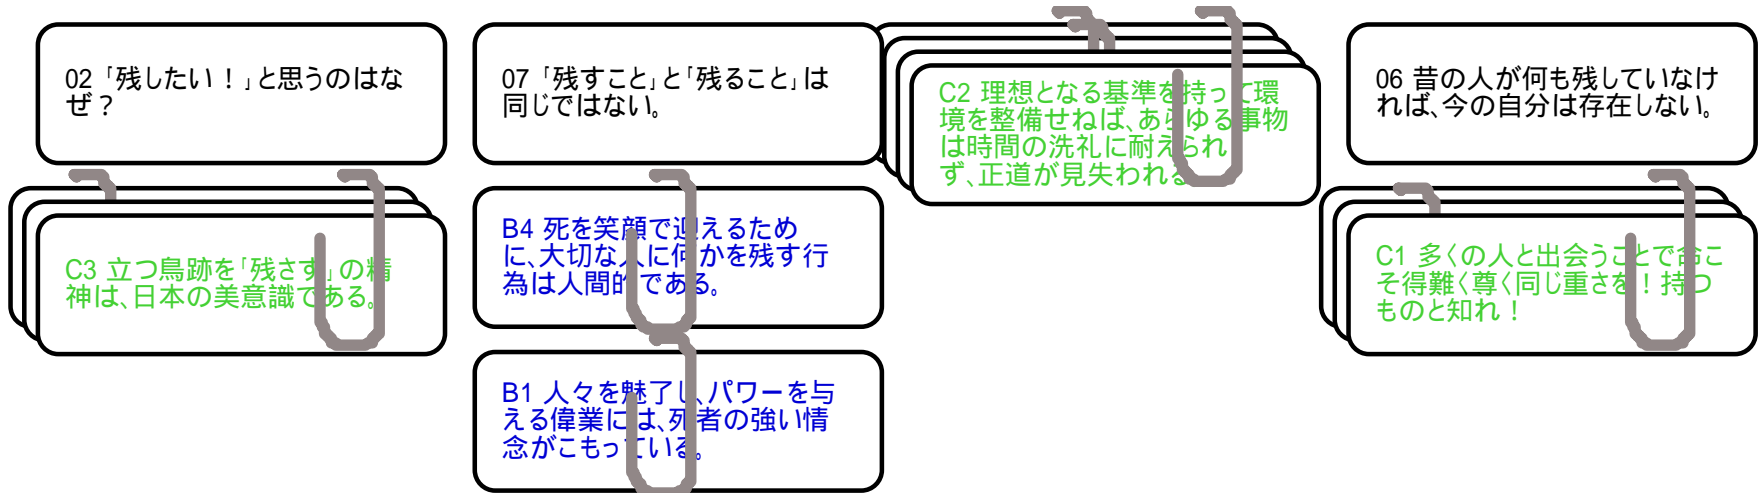 02「残したい！」と思うのはな
ぜ？
07「残すこと」と「残ること」は
同じではない。
C2 理想となる基準を持って環
境を整備せねば、あらゆる事物
は時間の洗礼に耐えられ
ず、正道が見失われる
06 昔の人が何も残していなけ
れば、今の自分は存在しない。
C3 立つ鳥跡を「残さず」の精
神は、日本の美意識である。
B4 死を笑顔で迎えるため
に、大切な人に何かを残す行
為は人間的である。
C1 多くの人と出会うことで命こ
そ得難く尊く同じ重さを！持つ
ものと知れ！
B1 人々を魅了し、パワーを与
える偉業には、死者の強い情
念がこもっている。